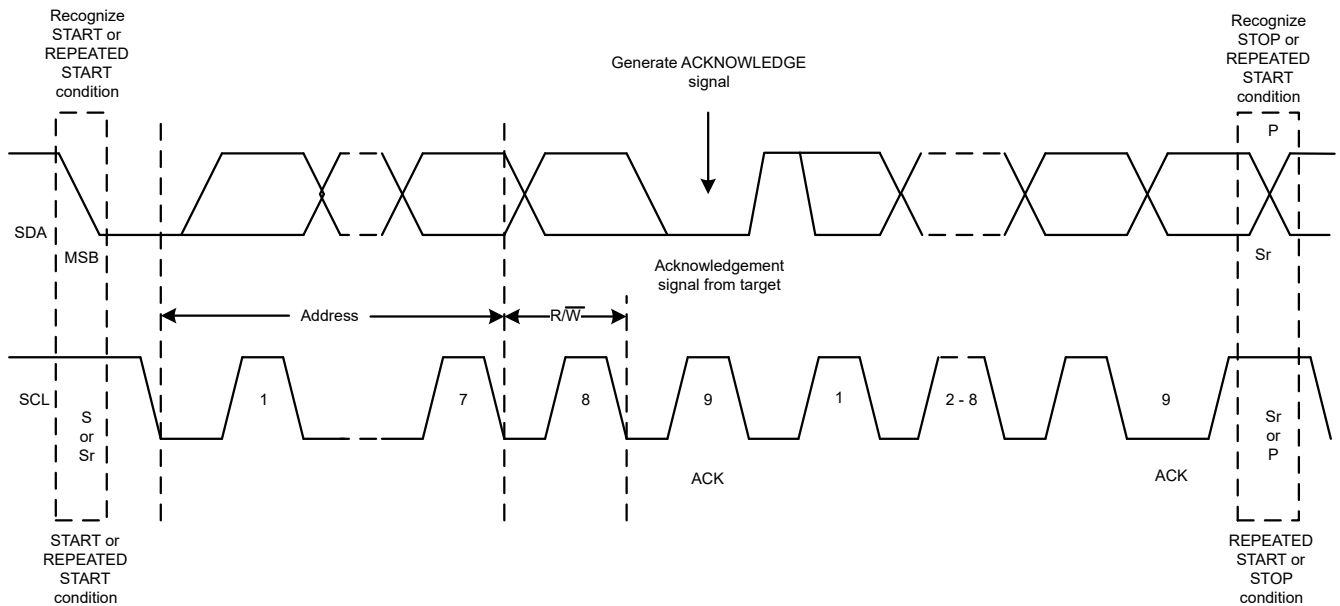 Recognize
START or
REPEATED
START
condition
Recognize
STOP or
REPEATED
START
condition
Generate ACKNOWLEDGE
signal
P
SDA
MSB
Acknowledgement
signal from target
Sr
Address
R/W
SCL
S
or
Sr
1
7
8
9
1
2 - 8
9
Sr
or
P
ACK
ACK
START or
REPEATED
START
condition
REPEATED
START or
STOP
condition